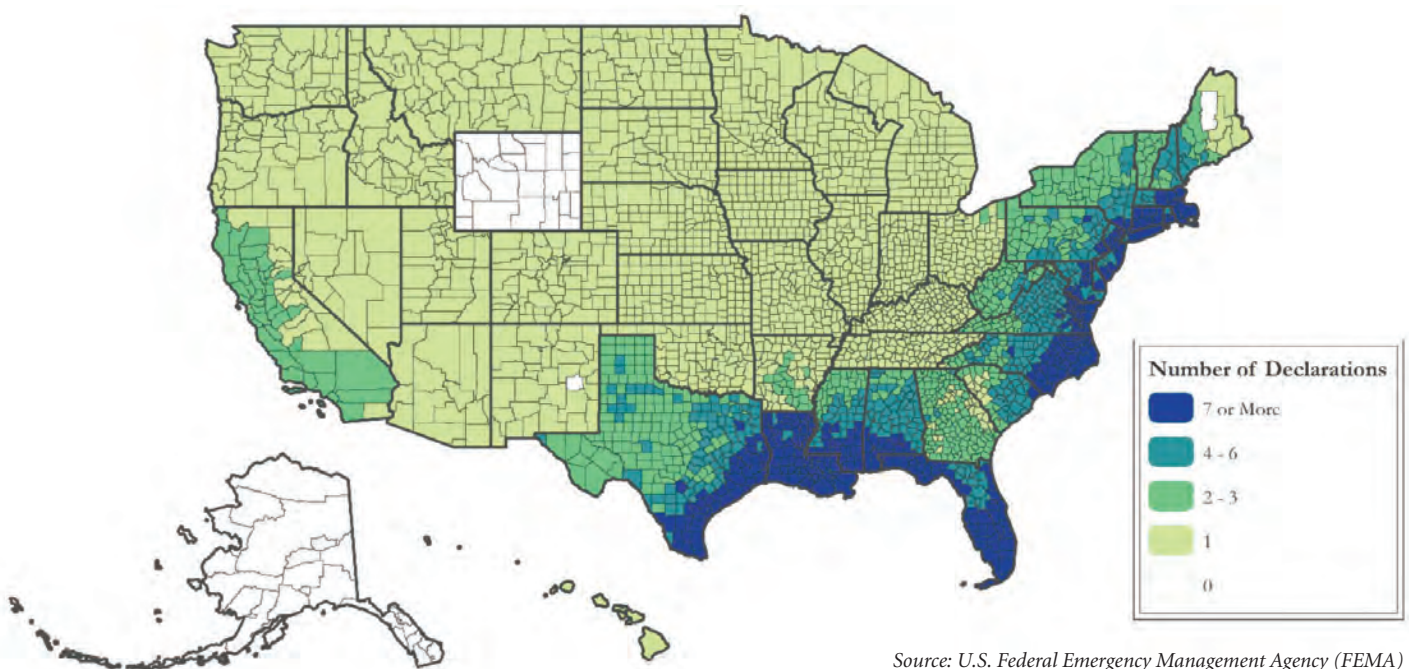 Number of Declarations
7 or More
4 - 6
2 - 3
1
0
Source: U.S. Federal Emergency Management Agency (FEMA)